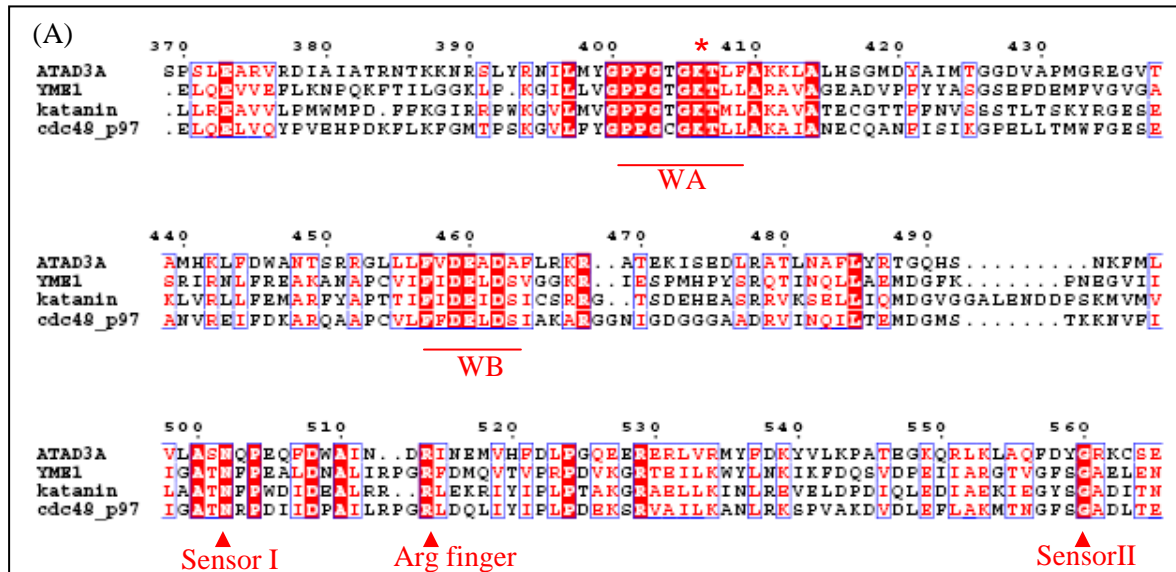 (A)
370 380 390 400 * 410 420 430
ATAD3A SPSLEARVRDIAIATRNTKKNRSLYRNILMYGPPGTGKTLFAKKLALHSGMDYAIMTGGDVAPMGREGVT
YME1 .ELQEVVEFLKNPQKFTILGGKLP.KGILLVGPPGTGKTLLARAVAGEADVPFYYASGSEFDEMFVGVGA
katanin .LLREAVVLPMWMPD.FFKGIRRPWKGVLMVGPPGTGKTMLAKAVATECGTTFFNVSSSTLTSKYRGESE
cdc48_p97 .ELQELVQYPVEHPDKFLKFGMTPSKGVLFYGPPGCGKTLLAKAIANECQANFISIKGPELLTMWFGESE
WA
440 450 460 470 480 490
ATAD3A AMHKLFDWANTSRRGLLLFVDEADAFLRKR..ATEKISEDLRATLNAFLYRTGQHS.........NKFML
YME1 SRIRNLFREAKANAPCVIFIDELDSVGGKR..IESPMHPYSRQTINQLLAEMDGFK........PNEGVII
katanin KLVRLLFEMARFYAPTTIFIDEIDSICSRRG.TSDEHEASRRVKSELLIQMDGVGGALENDDPSKMVMV
cdc48_p97 ANVREIFDKARQAAPCVLFFDELDSIAKARGGNIGDGGGAADRVINQILTEMDGMS........TKKNVFI
WB
500 510 520 530 540 550 560
ATAD3A VLASNQPEQFDWAIN..DRINEMVHFDLPGQEERERLVRMYFDKYVLKPATEGKQRLKLAQFDYGRKCSE
YME1 IGATNFPEALDNALIRPGRFDMQVTVPRPDVKGRTEILKWYLNKIKFDQSVDPEIIARGTVGFSGAELEN
katanin LAATNFPWDIDEALRR..RLEKRIYIPLPTAKGRAELLKINLREVELDPDIQLEDIAEKIEGYSGADITN
cdc48_p97 IGATNRPDIIDPAILRPGRLDQLIYIPLPDEKSRVAILKANLRKSPVAKDVDLEFLAKMTNGFSGADLTE
Sensor I Arg finger SensorII